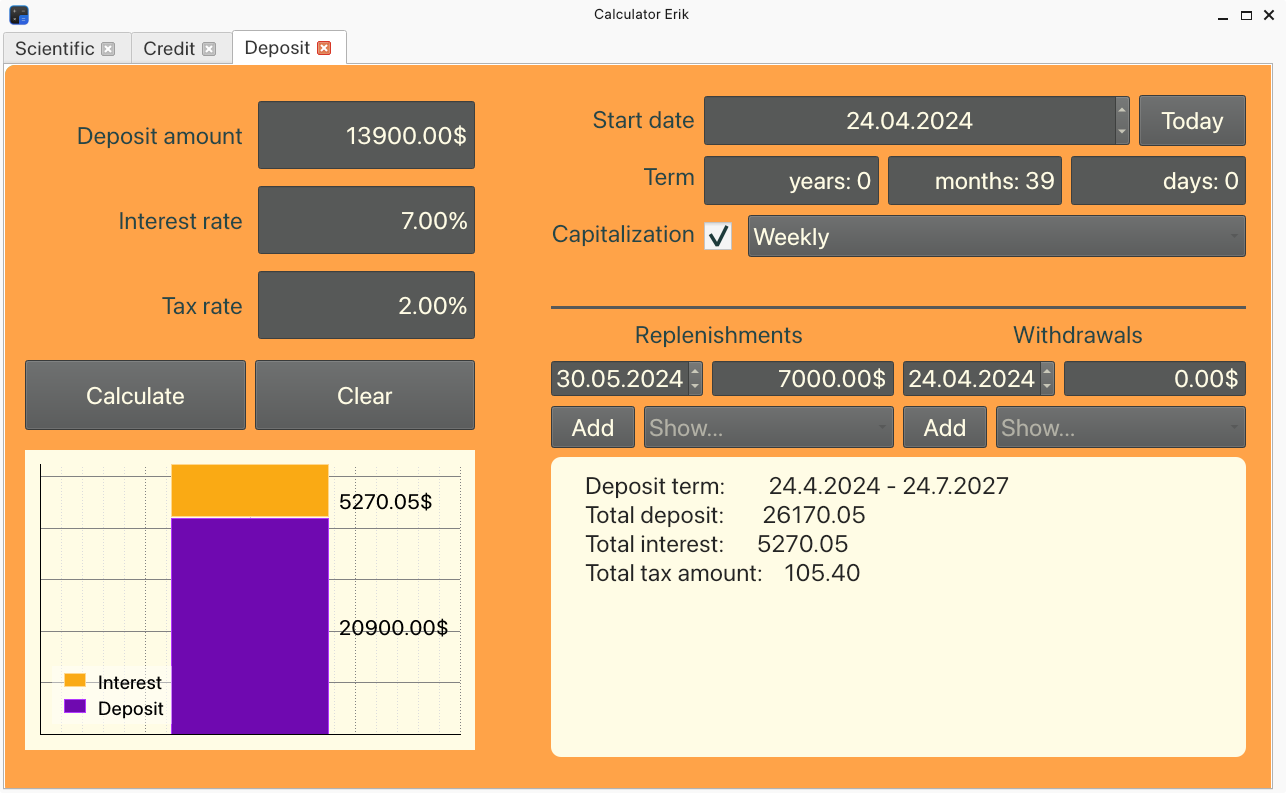 Calculator Erik
Scientific
Credit
Deposit
Deposit amount
13900.00$
Interest rate
7.00%
Tax rate
2.00%
Calculate
Clear
Start date
24.04.2024
Today
Term
years: 0
months: 39
days: 0
Capitalization
Weekly
Replenishments
Withdrawals
30.05.2024
7000.00$
24.04.2024
0.00$
Add
Show...
Add
Show...
5270.05$
20900.00$
Interest
Deposit
Deposit term: 24.4.2024 - 24.7.2027
Total deposit: 26170.05
Total interest: 5270.05
Total tax amount: 105.40